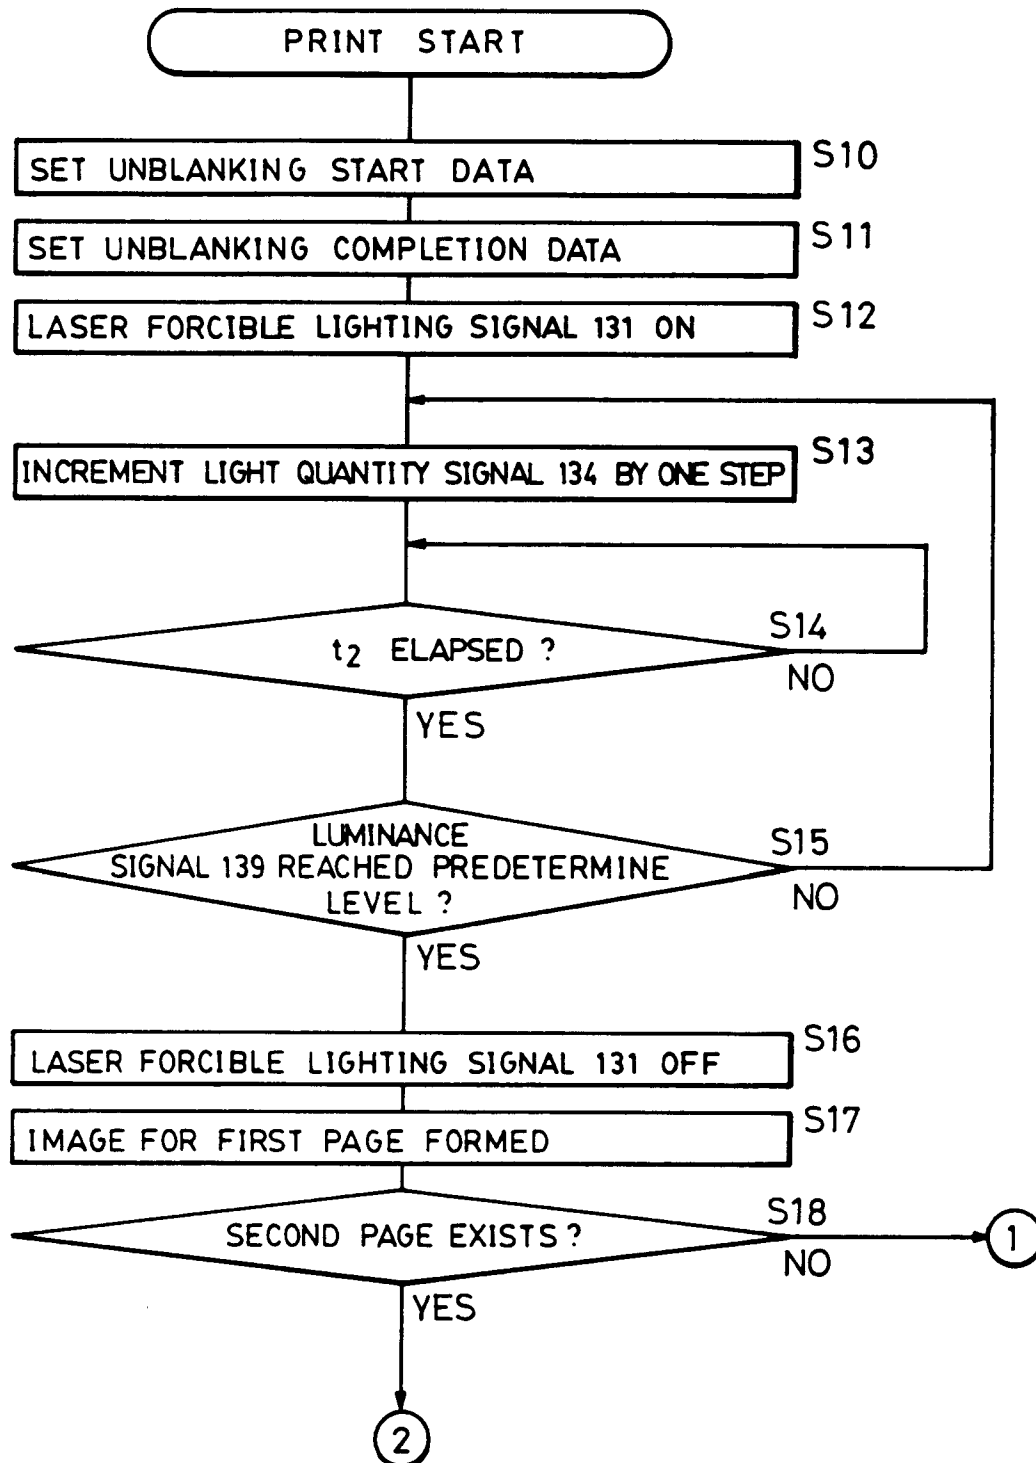 PRINT START
S10
SET UNBLANKING START DATA
S11
SET UNBLANKING COMPLETION DATA
S12
LASER FORCIBLE LIGHTING SIGNAL 131 ON
S13
INCREMENT LIGHT QUANTITY SIGNAL 134 BY ONE STEP
S14
t2 ELAPSED ?
NO
YES
LUMINANCE
S15
SIGNAL 139 REACHED PREDETERMINE
LEVEL ?
NO
YES
S16
LASER FORCIBLE LIGHTING SIGNAL 131 OFF
S17
IMAGE FOR FIRST PAGE FORMED
S18
SECOND PAGE EXISTS ?
1
NO
YES
2